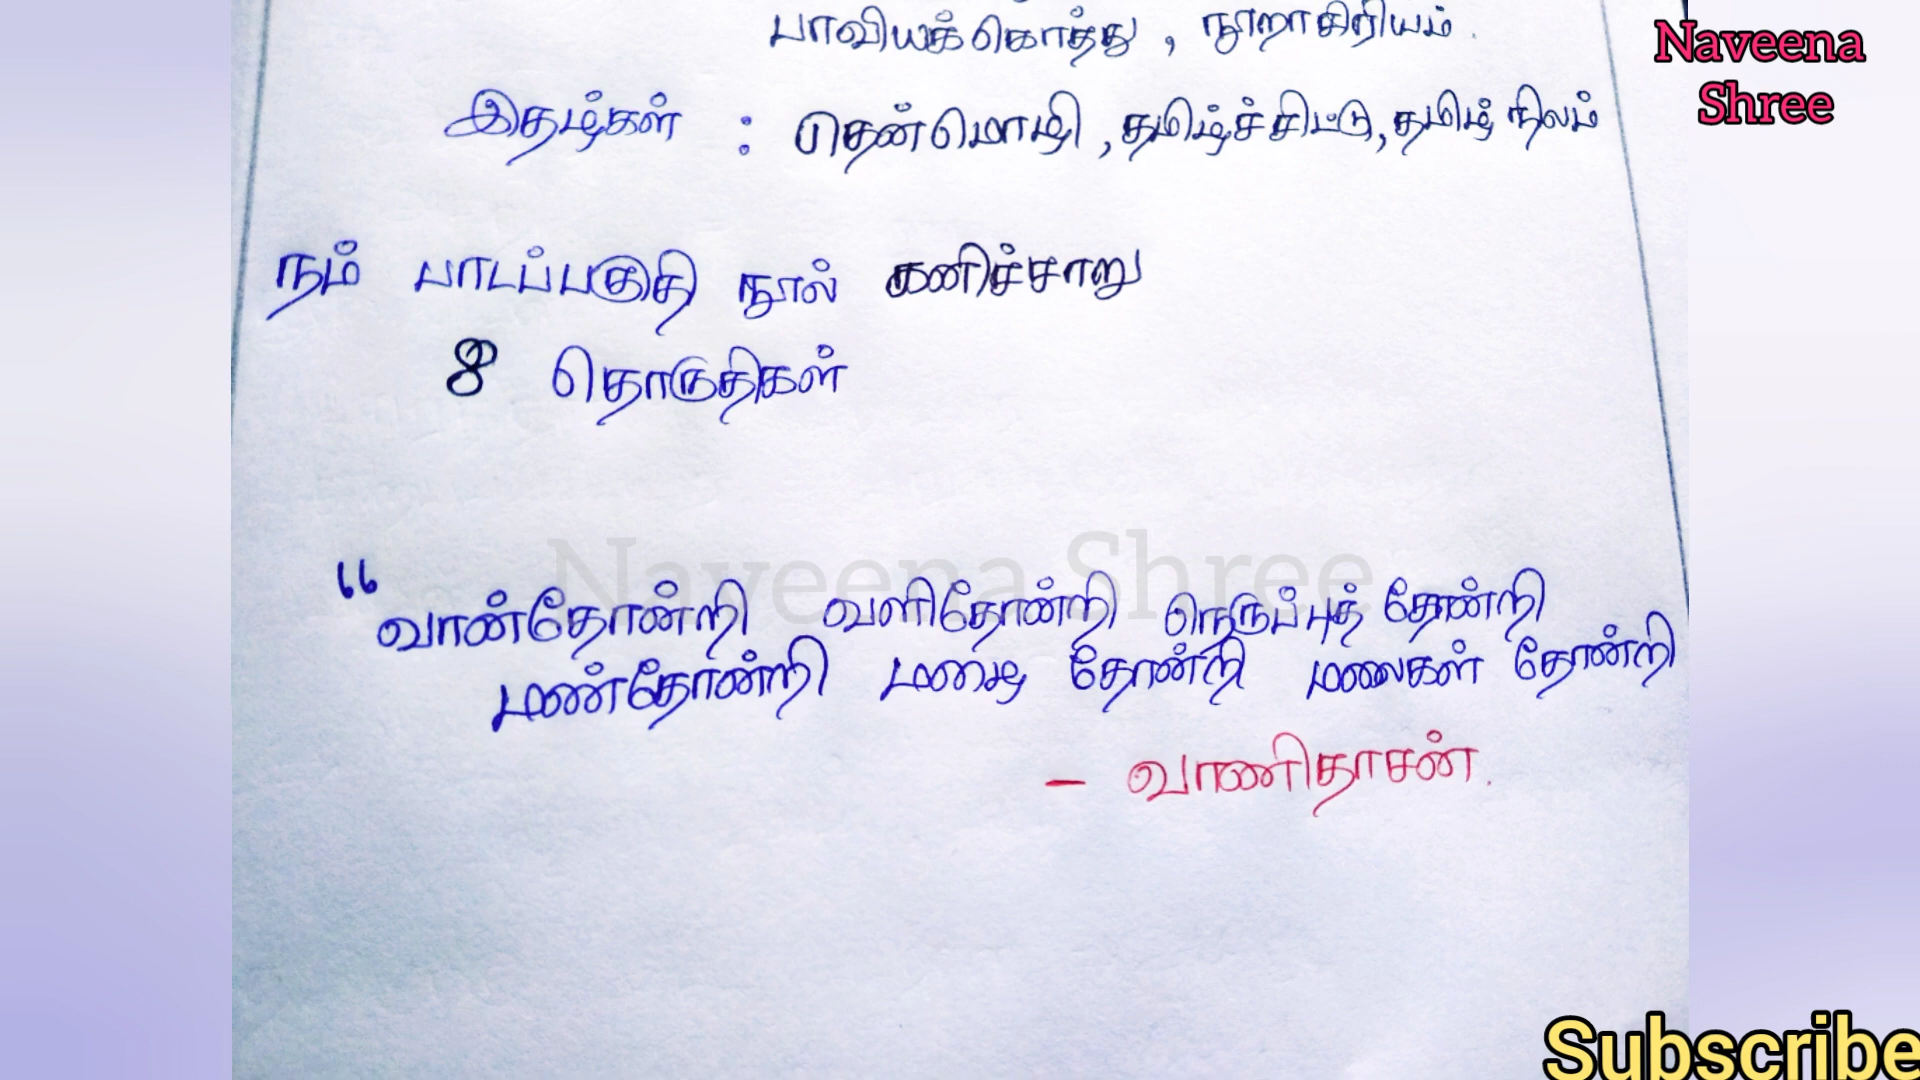 பாவியக் கொத்து, நூறாசிரியம்.
இதழ்கள் : தென்மொழி, தமிழ்ச்சிட்டு, தமிழ் நிலம்
நம் பாடப்பகுதி நூல் கனிச்சாறு
8 தொகுதிகள்
“வான்தோன்றி வளிதோன்றி நெருப்புத் தோன்றி
மண்தோன்றி மழை தோன்றி மலைகள் தோன்றி
- வாணிதாசன்.
Naveena
Shree
Naveena Shree
Subscribe